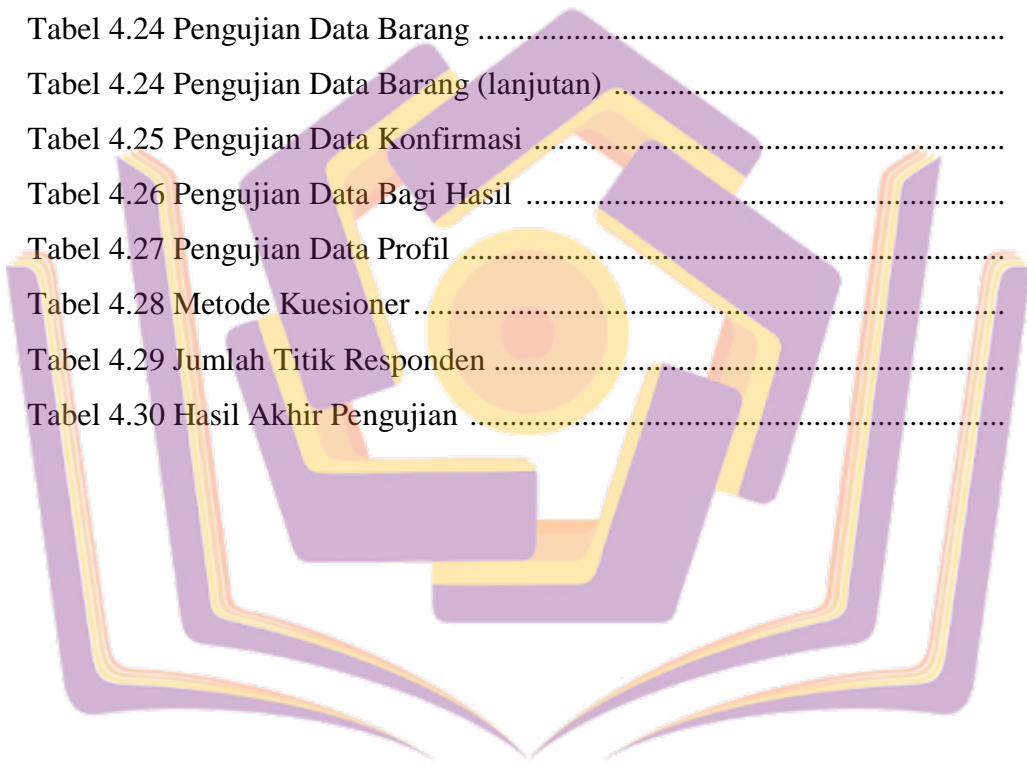 Tabel 4.24 Pengujian Data Barang ..................................................................
Tabel 4.24 Pengujian Data Barang (lanjutan) .................................................
Tabel 4.25 Pengujian Data Konfirmasi ...........................................................
Tabel 4.26 Pengujian Data Bagi Hasil ............................................................
Tabel 4.27 Pengujian Data Profil ....................................................................
Tabel 4.28 Metode Kuesioner..........................................................................
Tabel 4.29 Jumlah Titik Responden ................................................................
Tabel 4.30 Hasil Akhir Pengujian ...................................................................